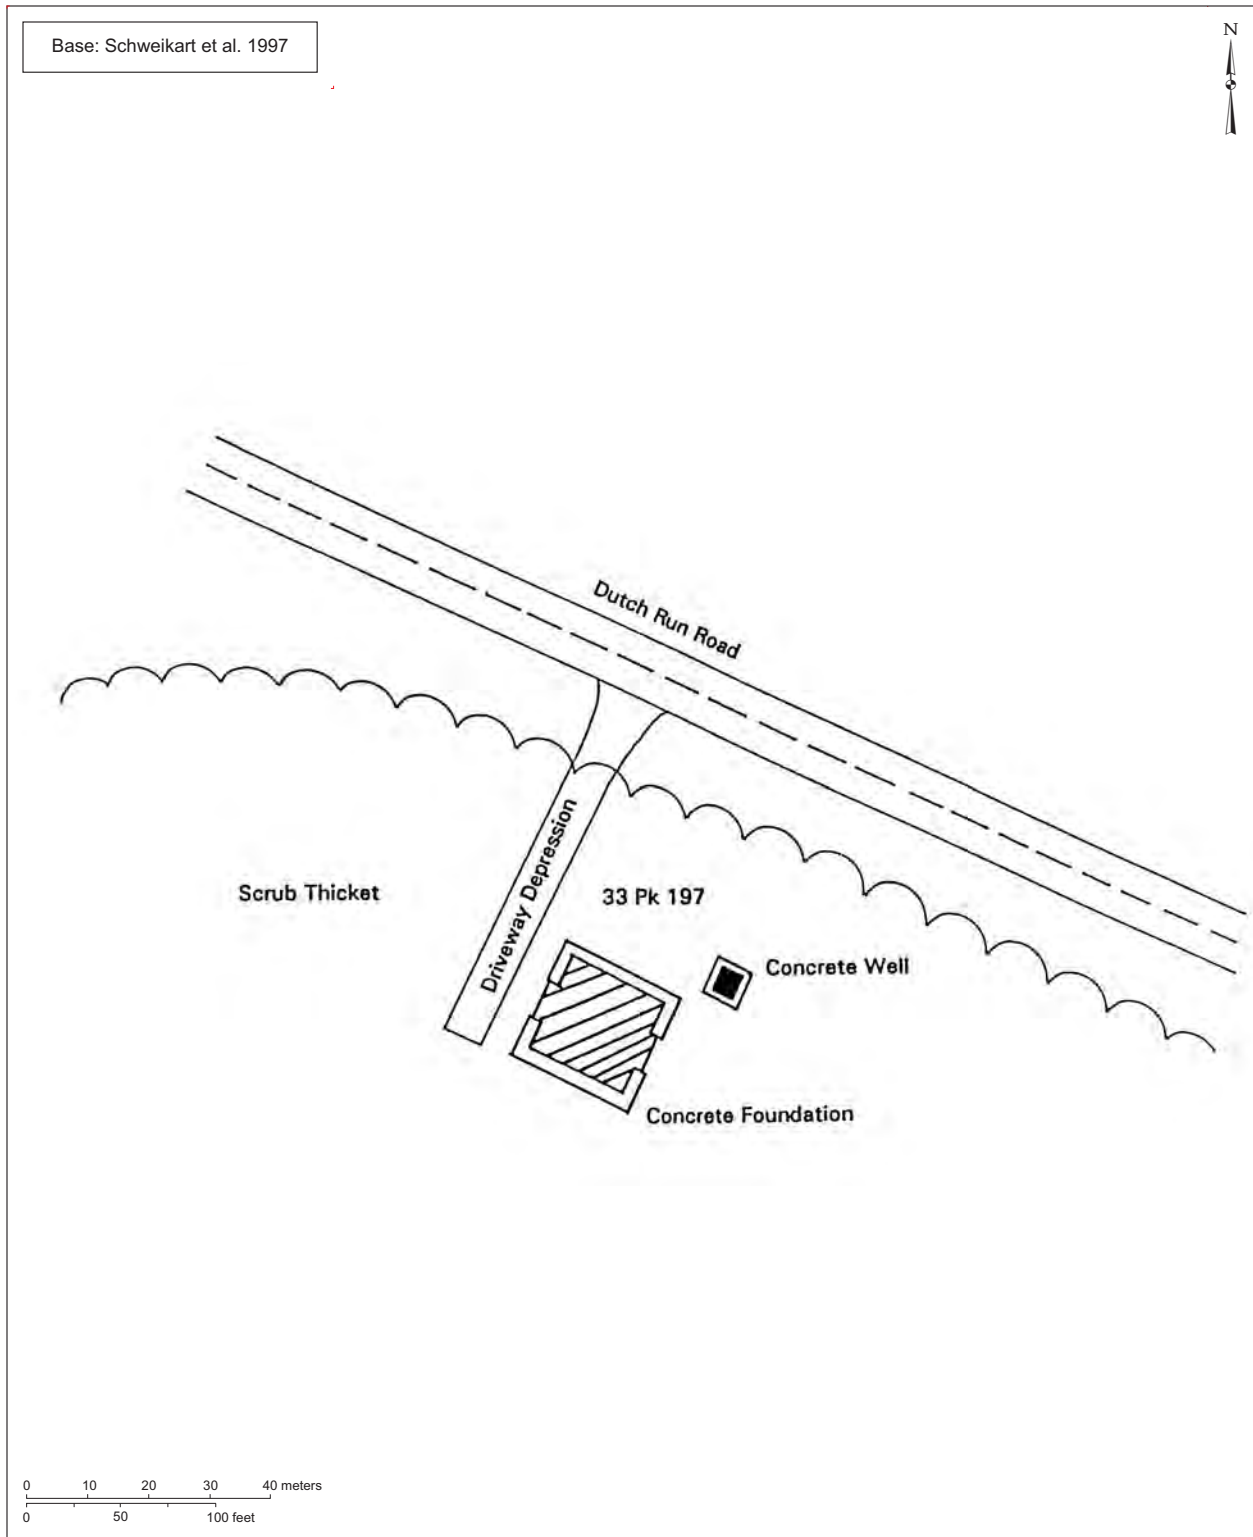 Base: Schweikart et al. 1997
N
Dutch Run Road
Driveway Depression
Scrub Thicket
33 Pk 197
Concrete Well
Concrete Foundation
0 10 20 30 40 meters
0 50 100 feet